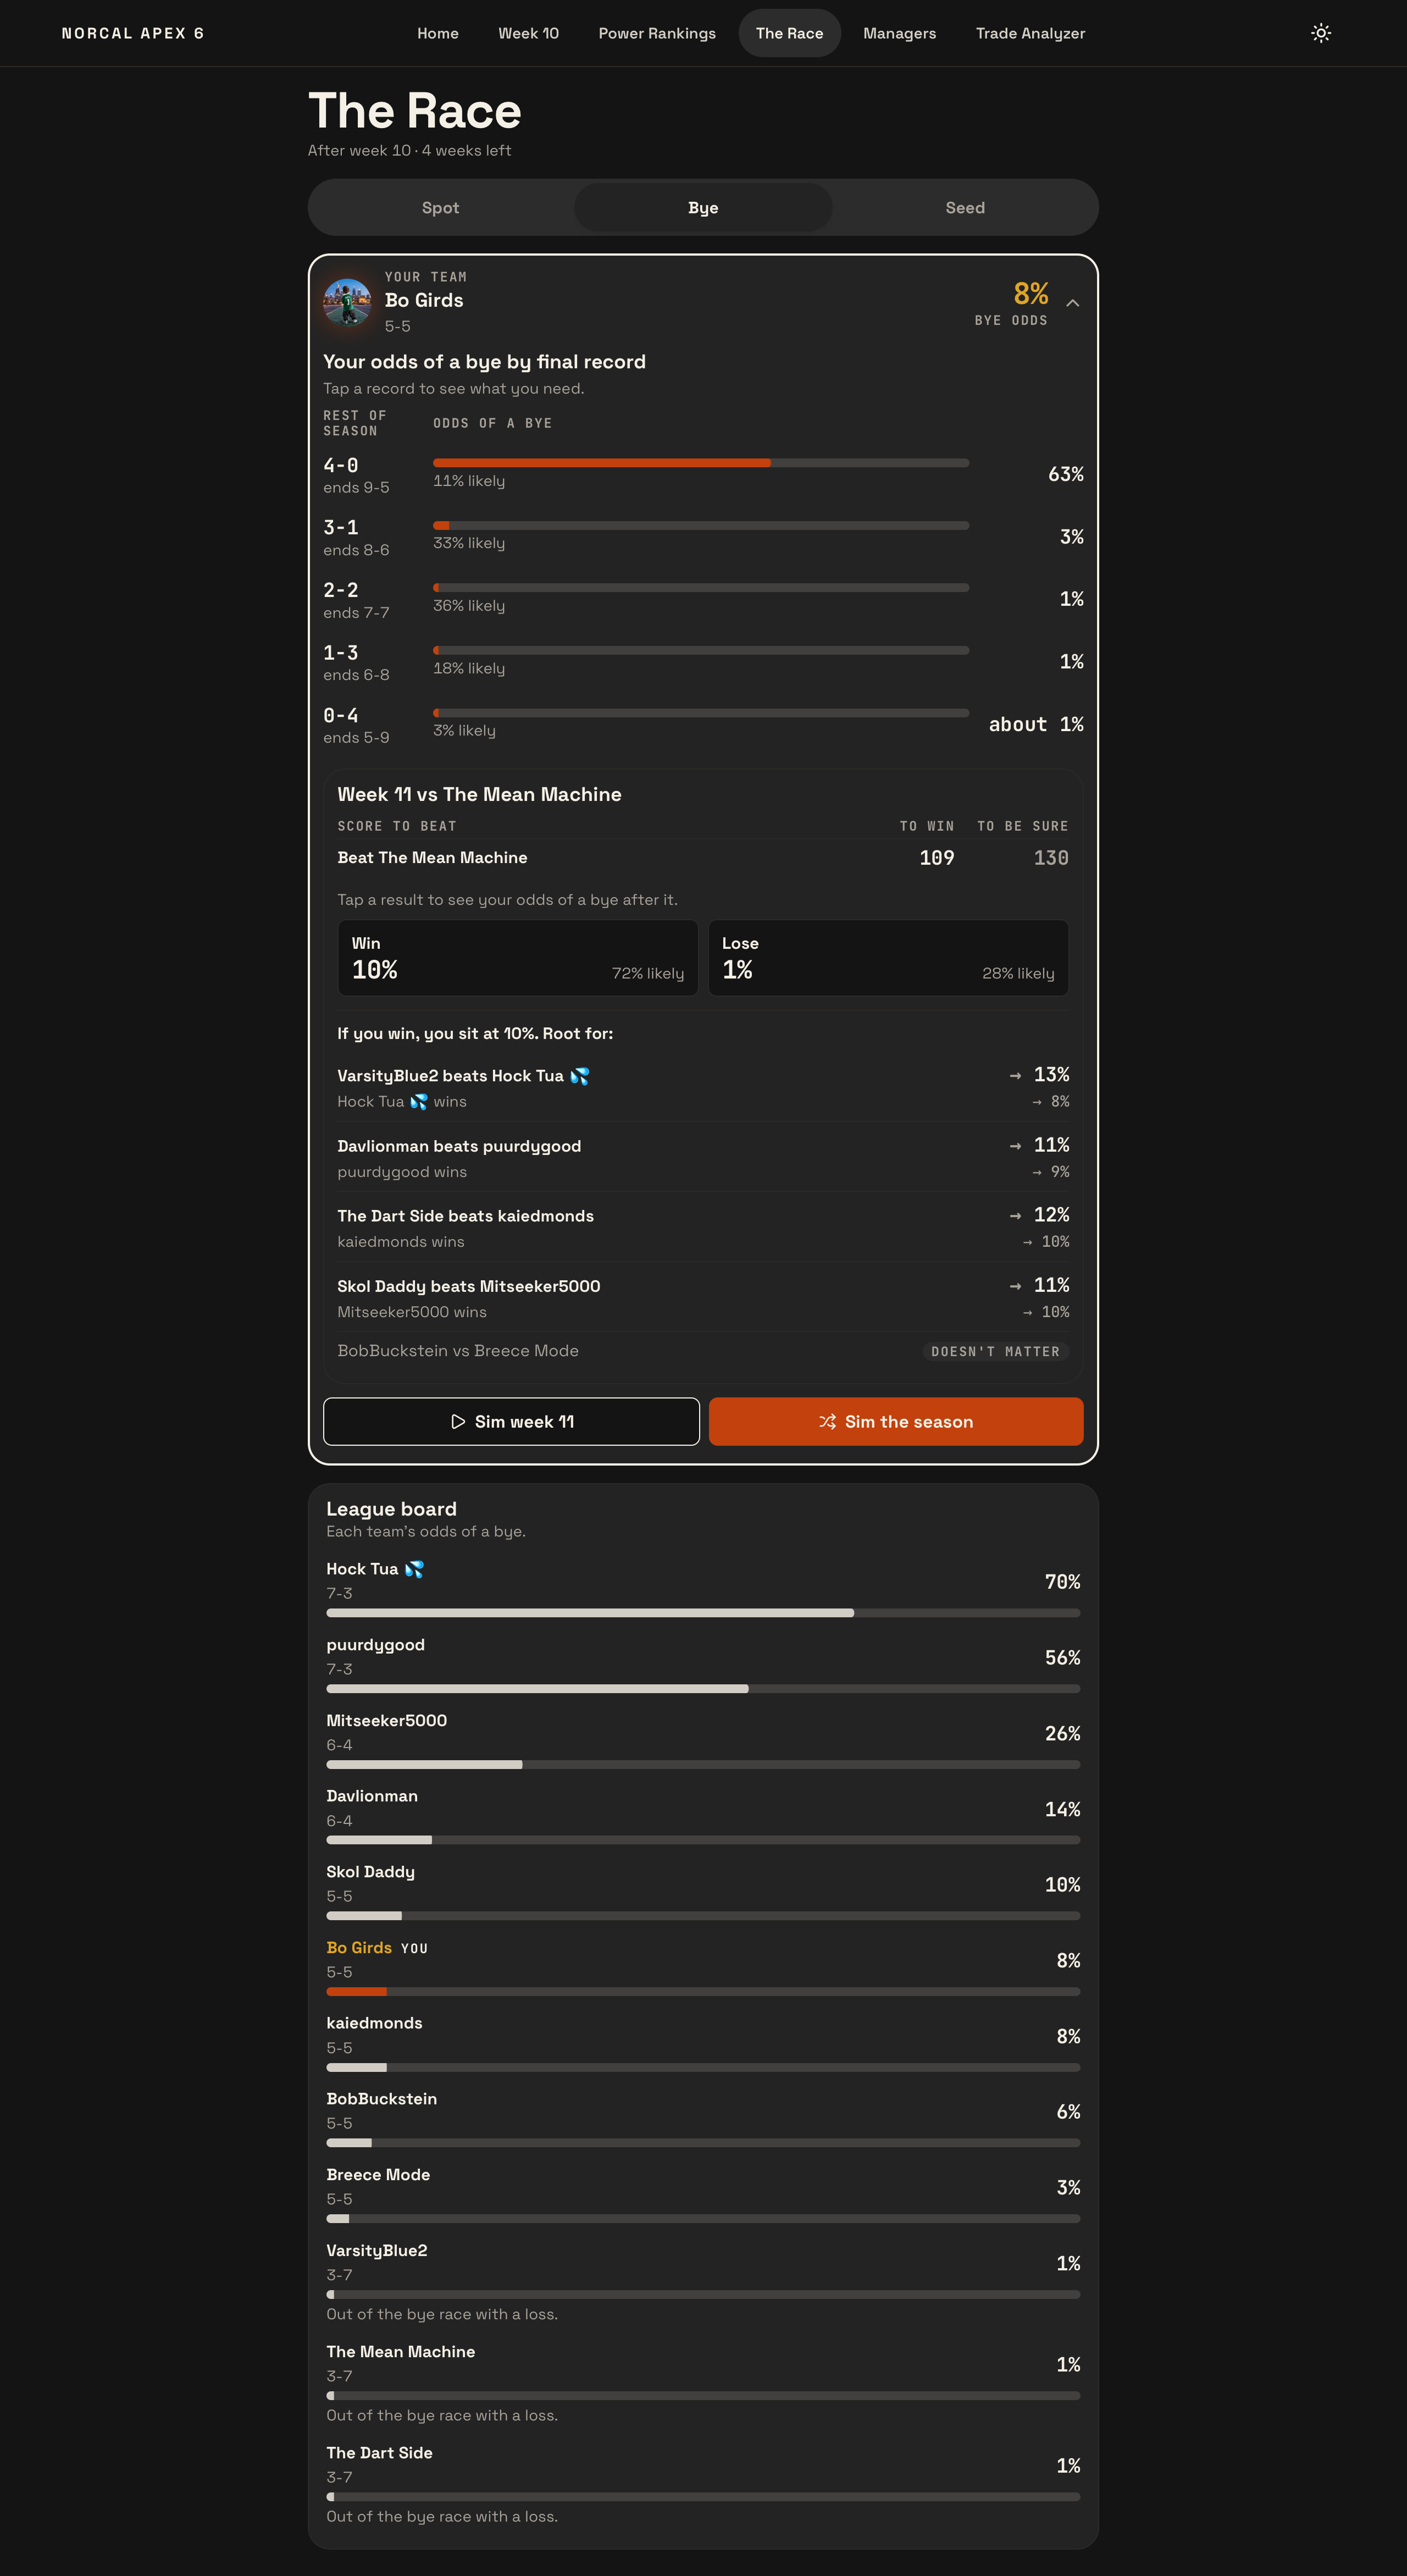 NORCAL APEX 6
Home
Week 10
Power Rankings
The Race
Managers
Trade Analyzer
The Race
After week 10 · 4 weeks left
Spot
Bye
Seed
YOUR TEAM
Bo Girds
5-5
8%
BYE ODDS
Your odds of a bye by final record
Tap a record to see what you need.
REST OF
SEASON
ODDS OF A BYE
4-0
ends 9-5
11% likely
63%
3-1
ends 8-6
33% likely
3%
2-2
ends 7-7
36% likely
1%
1-3
ends 6-8
18% likely
1%
0-4
ends 5-9
3% likely
about 1%
Week 11 vs The Mean Machine
SCORE TO BEAT
TO WIN
TO BE SURE
Beat The Mean Machine
109
130
Tap a result to see your odds of a bye after it.
Win
10%
72% likely
Lose
1%
28% likely
If you win, you sit at 10%. Root for:
VarsityBlue2 beats Hock Tua 💦
→ 13%
Hock Tua 💦 wins
→ 8%
Davlionman beats puurdygood
→ 11%
puurdygood wins
→ 9%
The Dart Side beats kaiedmonds
→ 12%
kaiedmonds wins
→ 10%
Skol Daddy beats Mitseeker5000
→ 11%
Mitseeker5000 wins
→ 10%
BobBuckstein vs Breece Mode
DOESN'T MATTER
Sim week 11
Sim the season
League board
Each team's odds of a bye.
Hock Tua 💦
7-3
70%
puurdygood
7-3
56%
Mitseeker5000
6-4
26%
Davlionman
6-4
14%
Skol Daddy
5-5
10%
Bo Girds YOU
5-5
8%
kaiedmonds
5-5
8%
BobBuckstein
5-5
6%
Breece Mode
5-5
3%
VarsityBlue2
3-7
1%
Out of the bye race with a loss.
The Mean Machine
3-7
1%
Out of the bye race with a loss.
The Dart Side
3-7
1%
Out of the bye race with a loss.